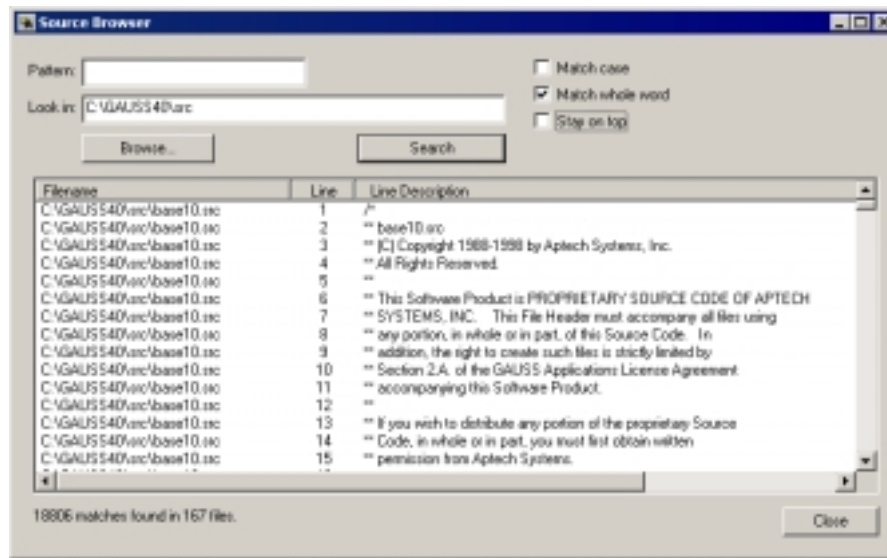 Source Browser
Pattern:
Match case
Look in: C:\GAUSS40\src
Match whole word
Stay on top
Browse...
Search
Filename Line Line Description
C:\GAUSS40\src\base10.src 1 /*
C:\GAUSS40\src\base10.src 2 ** base10.src
C:\GAUSS40\src\base10.src 3 ** (C) Copyright 1988-1998 by Aptech Systems, Inc.
C:\GAUSS40\src\base10.src 4 ** All Rights Reserved.
C:\GAUSS40\src\base10.src 5 **
C:\GAUSS40\src\base10.src 6 ** This Software Product is PROPRIETARY SOURCE CODE OF APTECH
C:\GAUSS40\src\base10.src 7 ** SYSTEMS, INC. This File Header must accompany all files using
C:\GAUSS40\src\base10.src 8 ** any portion, in whole or in part, of this Source Code. In
C:\GAUSS40\src\base10.src 9 ** addition, the right to create such files is strictly limited by
C:\GAUSS40\src\base10.src 10 ** Section 2.A. of the GAUSS Applications License Agreement
C:\GAUSS40\src\base10.src 11 ** accompanying this Software Product.
C:\GAUSS40\src\base10.src 12 **
C:\GAUSS40\src\base10.src 13 ** If you wish to distribute any portion of the proprietary Source
C:\GAUSS40\src\base10.src 14 ** Code, in whole or in part, you must first obtain written
C:\GAUSS40\src\base10.src 15 ** permission from Aptech Systems.
18806 matches found in 167 files.
Close